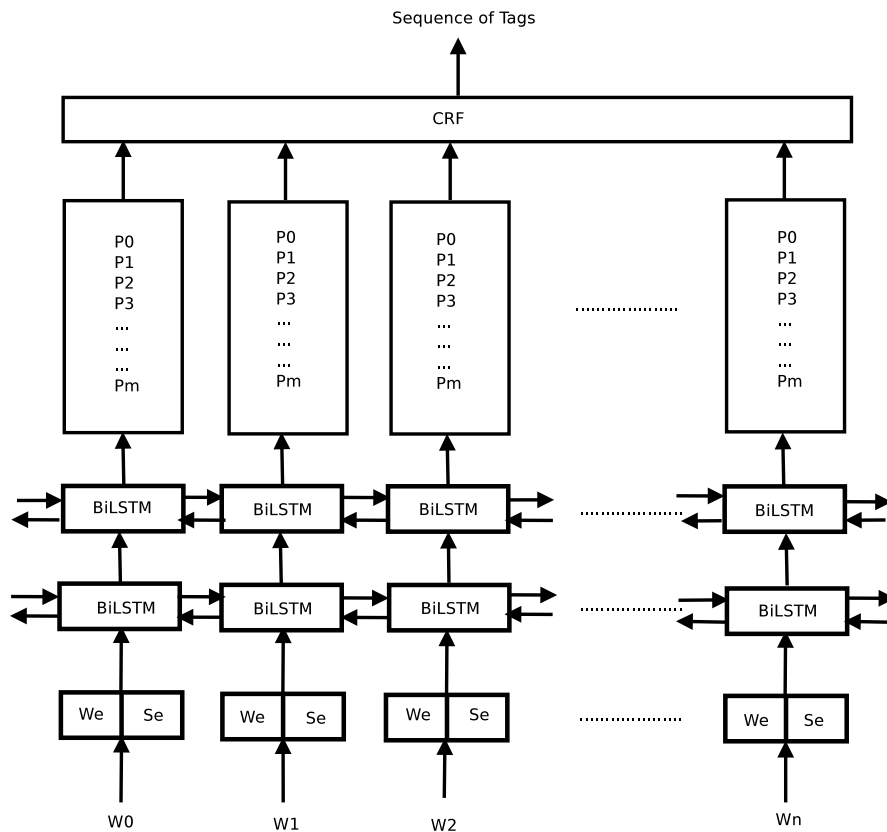 Sequence of Tags
CRF
P0 P0 P0 P0
P1 P1 P1 P1
P2 P2 P2 P2
P3 P3 P3 P3
... ... ... ...
... ... ... ...
... ... ... ...
Pm Pm Pm Pm
BiLSTM BiLSTM BiLSTM BiLSTM
BiLSTM BiLSTM BiLSTM BiLSTM
We Se We Se We Se We Se
W0 W1 W2 Wn